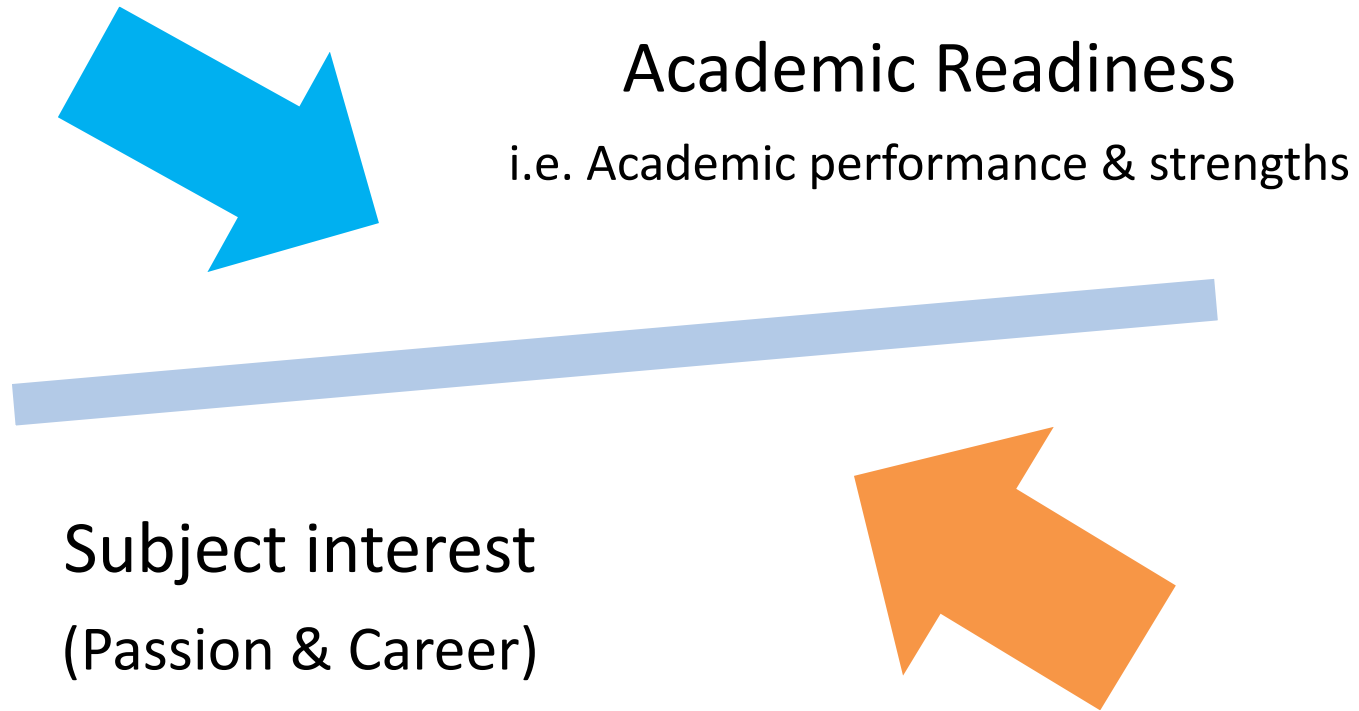 Academic Readiness
i.e. Academic performance & strengths
Subject interest
(Passion & Career)